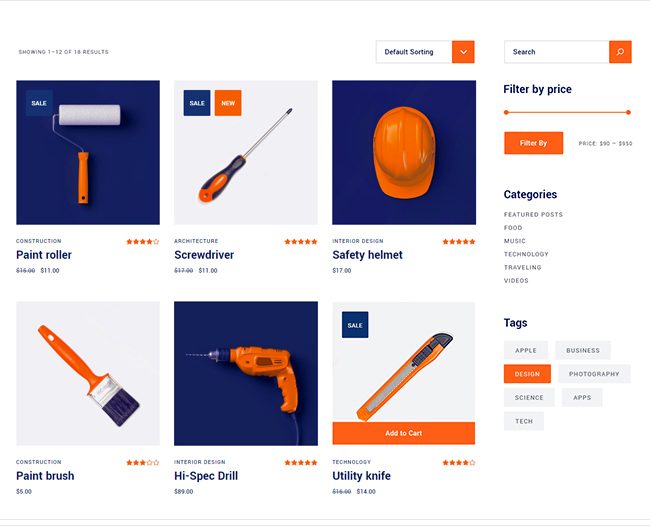 SHOWING 1–12 OF 18 RESULTS
Default Sorting
Search
SALE
SALE
NEW
CONSTRUCTION
Paint roller
$15.00 $11.00
ARCHITECTURE
Screwdriver
$17.00 $11.00
INTERIOR DESIGN
Safety helmet
$17.00
SALE
Add to Cart
CONSTRUCTION
Paint brush
$5.00
INTERIOR DESIGN
Hi-Spec Drill
$89.00
TECHNOLOGY
Utility knife
$16.00 $14.00
Filter by price
Filter By
PRICE: $90 — $950
Categories
FEATURED POSTS
FOOD
MUSIC
TECHNOLOGY
TRAVELING
VIDEOS
Tags
APPLE
BUSINESS
DESIGN
PHOTOGRAPHY
SCIENCE
APPS
TECH